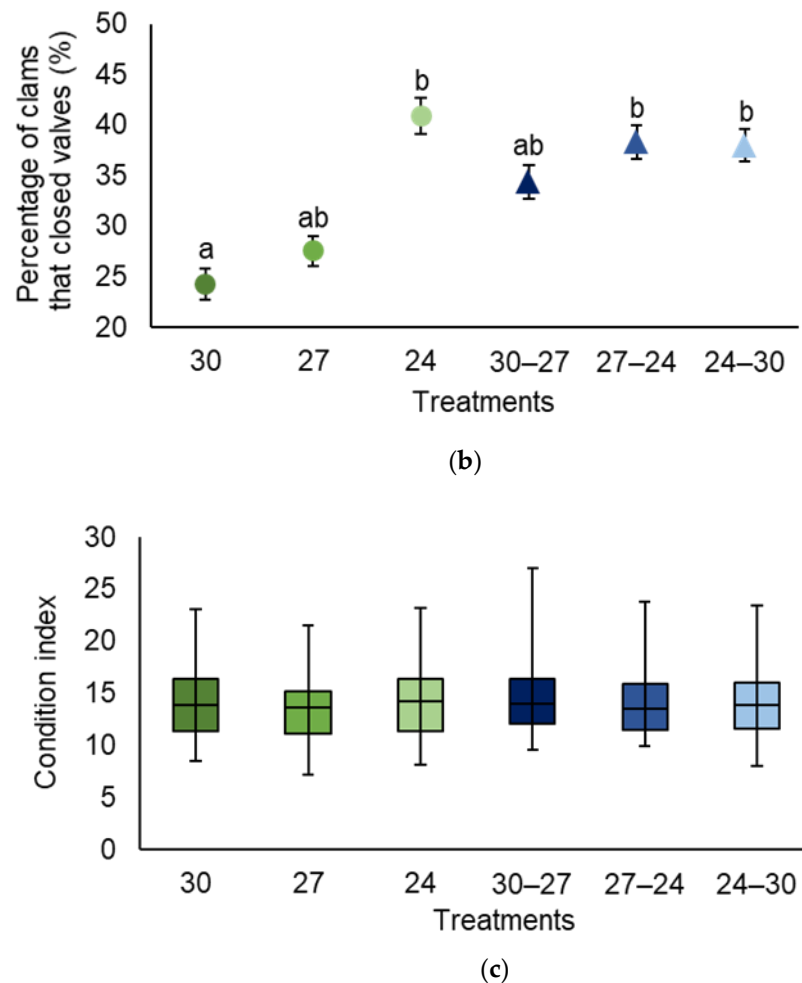 Percentage of clams
that closed valves (%)
50
45
40
35
30
25
20
a
ab
b
ab
b
b
30 27 24 30–27 27–24 24–30
Treatments
(b)
Condition index
30
25
20
15
10
5
0
30 27 24 30–27 27–24 24–30
Treatments
(c)